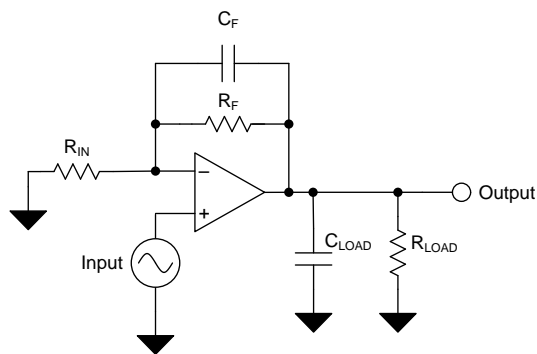 C_F
R_F
R_IN
−
+
Output
Input
C_LOAD
R_LOAD